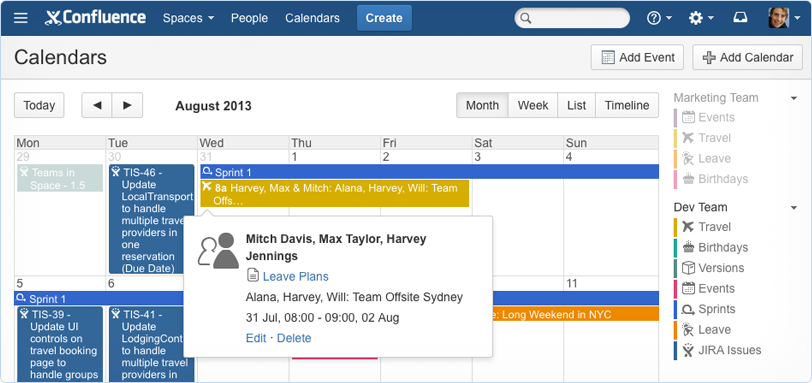 Confluence Spaces People Calendars Create
Calendars
Add Event Add Calendar
Today August 2013 Month Week List Timeline
Mon Tue Wed Thu Fri Sat Sun
29 30 31 1 2 3 4
Teams in
Space - 1.5
TIS-46 -
Update
LocalTransport
to handle
multiple travel
providers in
one
reservation
(Due Date)
Sprint 1
8a Harvey, Max & Mitch: Alana, Harvey, Will: Team
Offs…
Mitch Davis, Max Taylor, Harvey
Jennings
Leave Plans
Alana, Harvey, Will: Team Offsite Sydney
31 Jul, 08:00 - 09:00, 02 Aug
Edit · Delete
5 6 11
Sprint 1
TIS-39 -
Update UI
controls on
travel booking
page to
handle groups
TIS-41 -
Update
LodgingCont
to handle
multiple travel
providers in
: Long Weekend in NYC
Marketing Team
Events
Travel
Leave
Birthdays
Dev Team
Travel
Birthdays
Versions
Events
Sprints
Leave
JIRA Issues